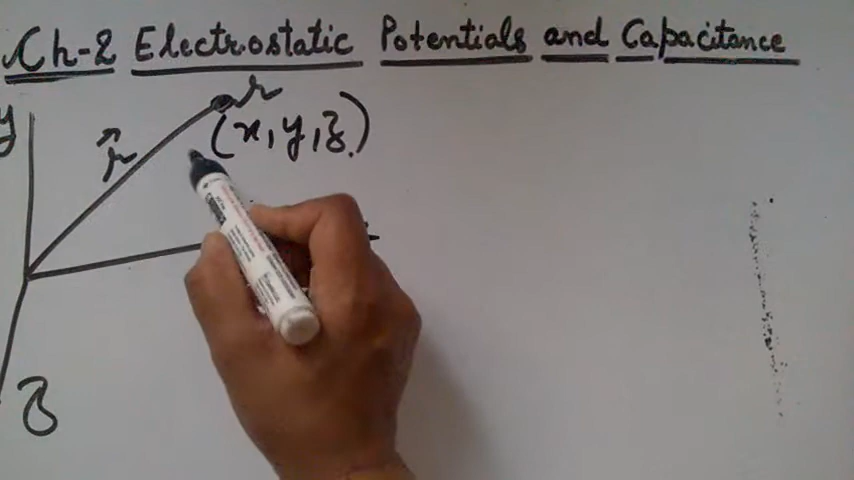 Ch-2 Electrostatic Potentials and Capacitance
y
r
r
(x, y, z)
z